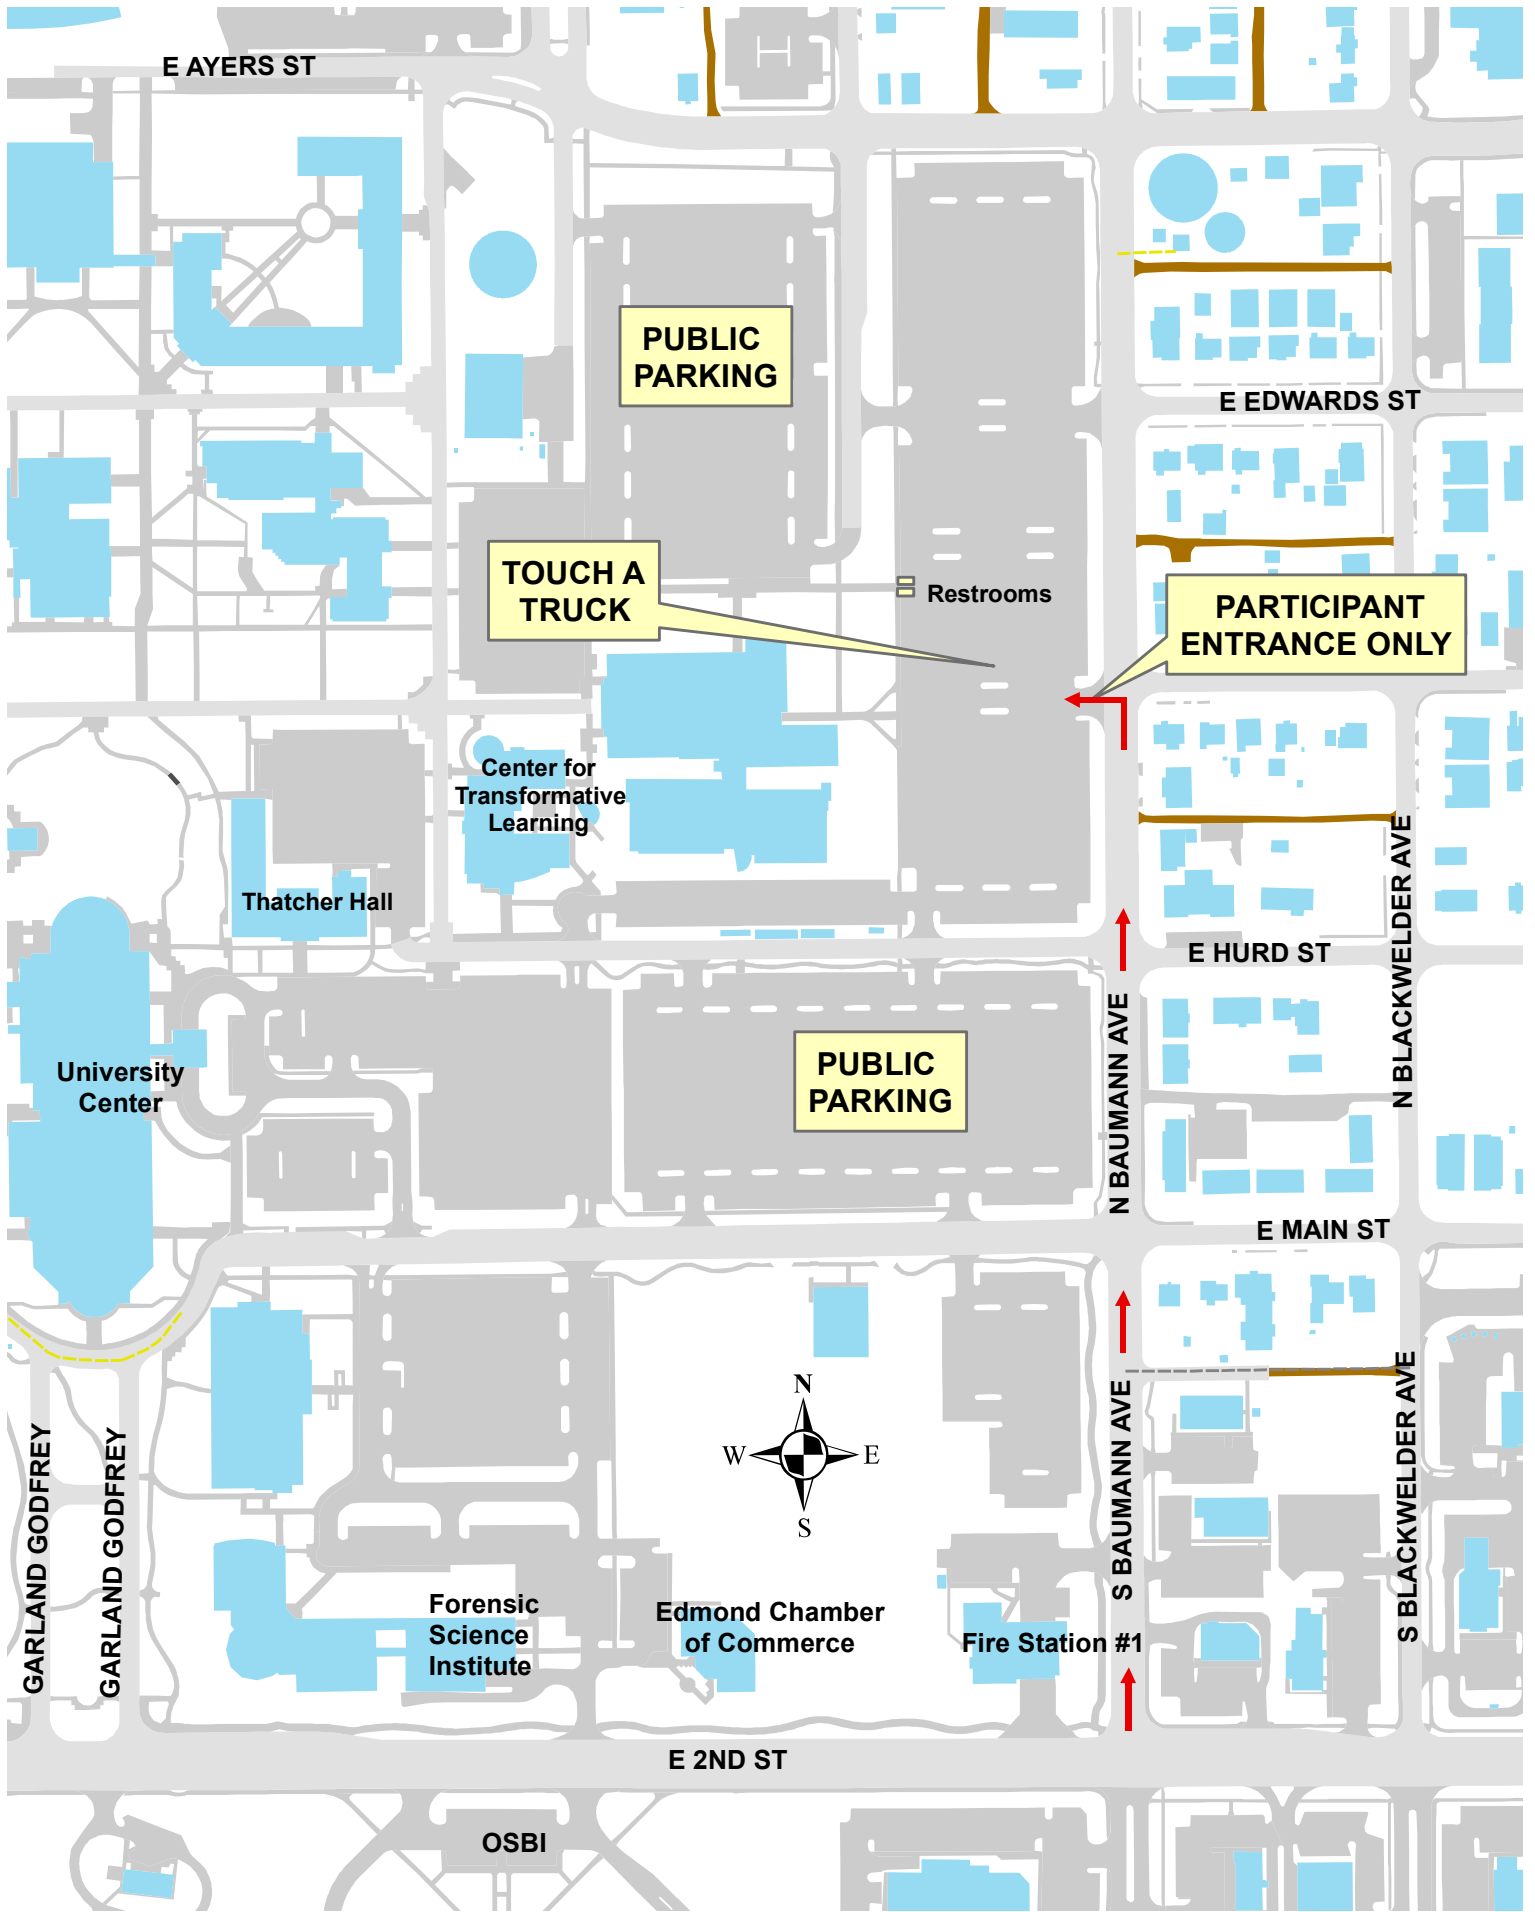 E AYERS ST
PUBLIC
PARKING
E EDWARDS ST
TOUCH A
TRUCK
Restrooms
PARTICIPANT
ENTRANCE ONLY
Center for
Transformative
Learning
Thatcher Hall
N BLACKWELDER AVE
E HURD ST
N BAUMANN AVE
University
Center
PUBLIC
PARKING
E MAIN ST
N
W
E
S
S BAUMANN AVE
S BLACKWELDER AVE
GARLAND GODFREY
GARLAND GODFREY
Forensic
Science
Institute
Edmond Chamber
of Commerce
Fire Station #1
E 2ND ST
OSBI